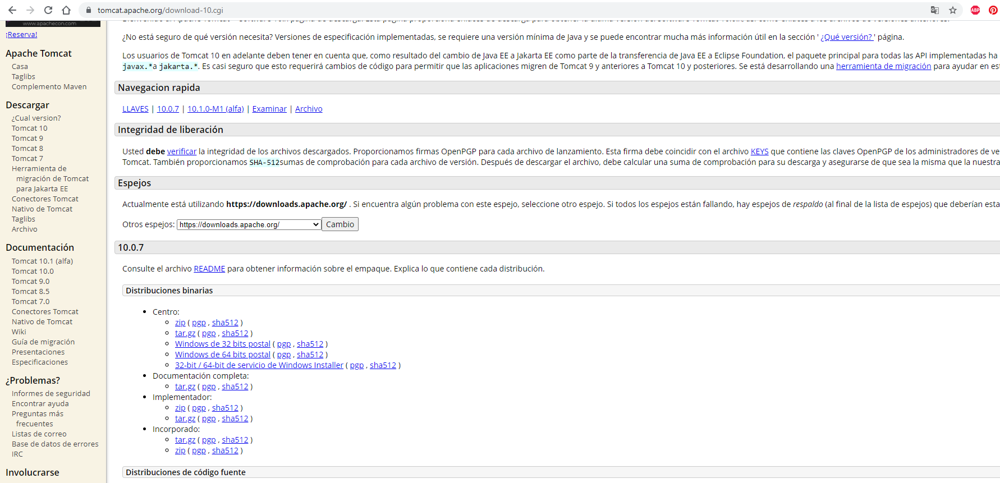 tomcat.apache.org/download-10.cgi
ABP
www.apachecon.com
¡Reserva!
Apache Tomcat
Casa
Taglibs
Complemento Maven
Descargar
¿Cual version?
Tomcat 10
Tomcat 9
Tomcat 8
Tomcat 7
Herramienta de
migración de Tomcat
para Jakarta EE
Conectores Tomcat
Nativo de Tomcat
Taglibs
Archivo
Documentación
Tomcat 10.1 (alfa)
Tomcat 10.0
Tomcat 9.0
Tomcat 8.5
Tomcat 7.0
Conectores Tomcat
Nativo de Tomcat
Wiki
Guía de migración
Presentaciones
Especificaciones
¿Problemas?
Informes de seguridad
Encontrar ayuda
Preguntas más
frecuentes
Listas de correo
Base de datos de errores
IRC
Involucrarse
¿No está seguro de qué versión necesita? Versiones de especificación implementadas, se requiere una versión mínima de Java y se puede encontrar mucha más información útil en la sección ' ¿Qué versión? ' página.
Los usuarios de Tomcat 10 en adelante deben tener en cuenta que, como resultado del cambio de Java EE a Jakarta EE como parte de la transferencia de Java EE a Eclipse Foundation, el paquete principal para todas las API implementadas ha
javax.*a jakarta.*. Es casi seguro que esto requerirá cambios de código para permitir que las aplicaciones migren de Tomcat 9 y anteriores a Tomcat 10 y posteriores. Se está desarrollando una herramienta de migración para ayudar en es
Navegacion rapida
LLAVES | 10.0.7 | 10.1.0-M1 (alfa) | Examinar | Archivo
Integridad de liberación
Usted debe verificar la integridad de los archivos descargados. Proporcionamos firmas OpenPGP para cada archivo de lanzamiento. Esta firma debe coincidir con el archivo KEYS que contiene las claves OpenPGP de los administradores de ve
Tomcat. También proporcionamos SHA-512sumas de comprobación para cada archivo de versión. Después de descargar el archivo, debe calcular una suma de comprobación para su descarga y asegurarse de que sea la misma que la nuestra
Espejos
Actualmente está utilizando https://downloads.apache.org/ . Si encuentra algún problema con este espejo, seleccione otro espejo. Si todos los espejos están fallando, hay espejos de respaldo (al final de la lista de espejos) que deberían esta
Otros espejos: https://downloads.apache.org/ Cambio
10.0.7
Consulte el archivo README para obtener información sobre el empaque. Explica lo que contiene cada distribución.
Distribuciones binarias
• Centro:
zip ( pgp , sha512 )
tar.gz ( pgp , sha512 )
Windows de 32 bits postal ( pgp , sha512 )
Windows de 64 bits postal ( pgp , sha512 )
32-bit / 64-bit de servicio de Windows Installer ( pgp , sha512 )
• Documentación completa:
tar.gz ( pgp , sha512 )
• Implementador:
zip ( pgp , sha512 )
tar.gz ( pgp , sha512 )
• Incorporado:
tar.gz ( pgp , sha512 )
zip ( pgp , sha512 )
Distribuciones de código fuente